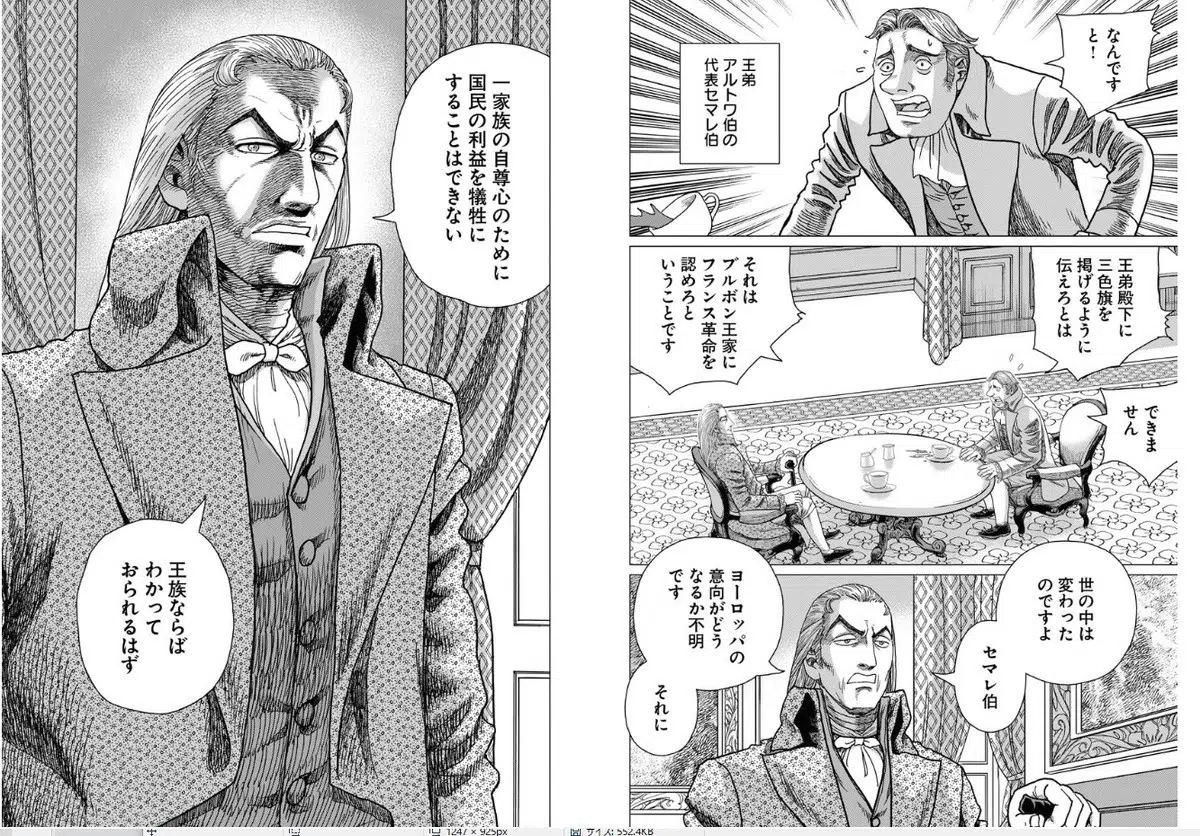 なんです
と！
王弟
アルトワ伯の
代表セマレ伯
王弟殿下に
三色旗を
掲げるように
伝えろとは
それは
ブルボン王家に
フランス革命を
認めろと
いうことです
できま
せん
世の中は
変わった
のですよ
セマレ伯
ヨーロッパの
意向がどう
なるか不明
です
それに
一家族の自尊心のために
国民の利益を犠牲に
することはできない
王族ならば
わかって
おられるはず
1247 × 925px
サイズ: 552.4KB